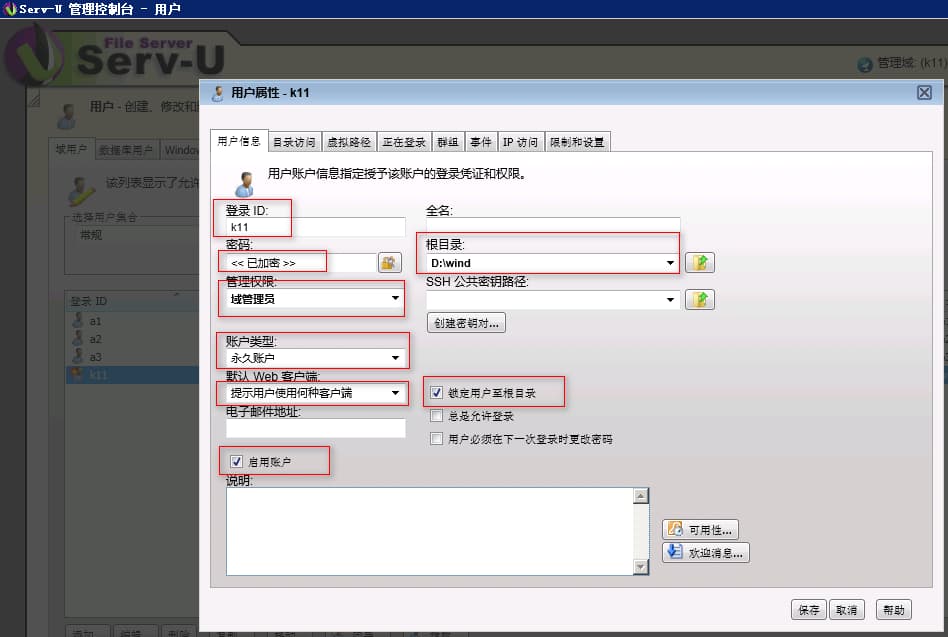 Serv-U 管理控制台 - 用户
File Server
Serv-U
管理域: (k11)
用户 - 创建、修改和
用户属性 - k11
域用户 数据库用户 Window
用户信息 目录访问 虚拟路径 正在登录 群组 事件 IP 访问 限制和设置
该列表显示了允
用户账户信息指定授予该账户的登录凭证和权限。
选择用户集合
常规
登录 ID: 全名:
k11
密码: 根目录:
<< 已加密 >> D:\wind
管理权限: SSH 公共密钥路径:
域管理员
创建密钥对...
登录 ID
a1
a2
a3
k11
账户类型:
永久账户
默认 Web 客户端:
提示用户使用何种客户端 锁定用户至根目录
电子邮件地址: 总是允许登录
用户必须在下一次登录时更改密码
启用账户
说明:
可用性...
欢迎消息...
保存 取消 帮助